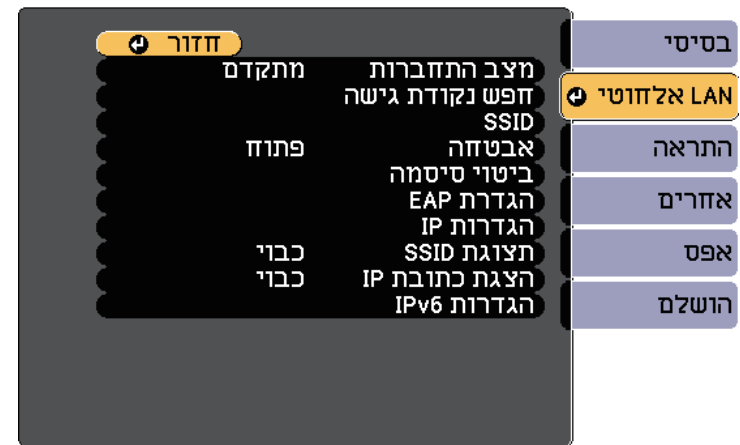 בסיסי
LAN אלחוטי
התראה
אחרים
אפס
הושלם
חזור
מצב התחברות מתקדם
חפש נקודת גישה
SSID
אבטחה פתוח
ביטוי סיסמה
הגדרת EAP
הגדרות IP
תצוגת SSID כבוי
הצגת כתובת IP כבוי
הגדרות IPv6